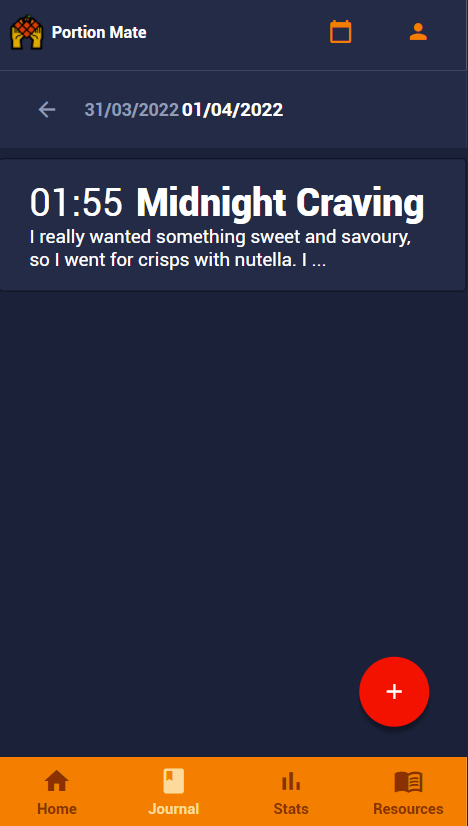 Portion Mate
31/03/2022 01/04/2022
01:55 Midnight Craving
I really wanted something sweet and savoury,
so I went for crisps with nutella. I ...
+
Home Journal Stats Resources